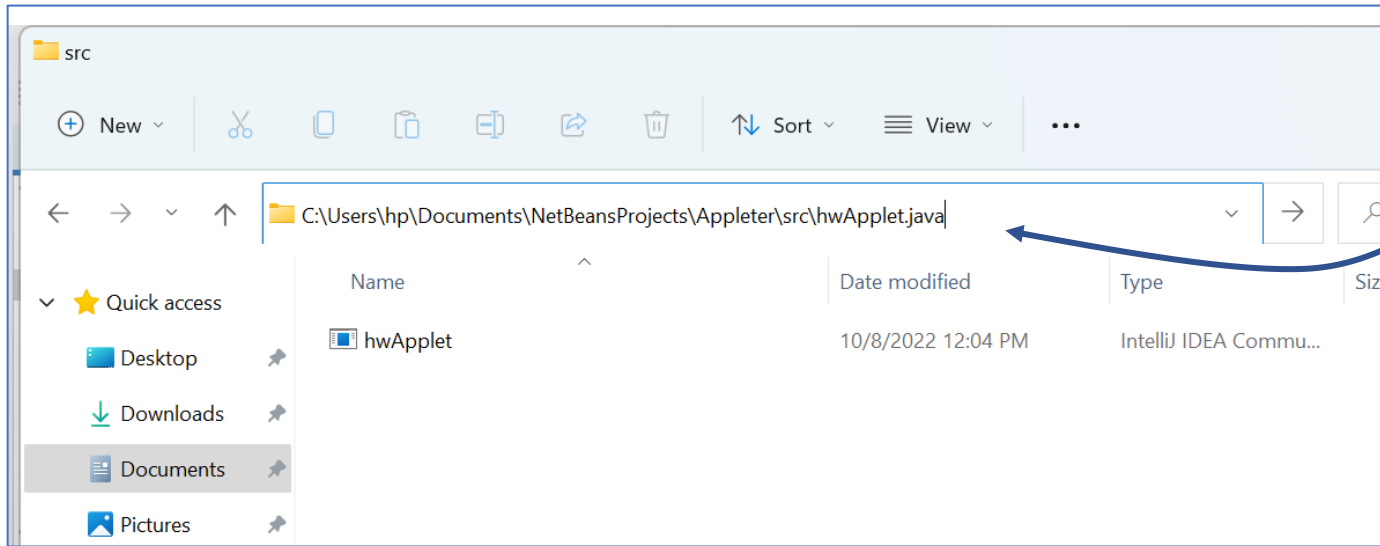 src
New Sort View
C:\Users\hp\Documents\NetBeansProjects\Appleter\src\hwApplet.java
Name Date modified Type Siz
Quick access
hwApplet 10/8/2022 12:04 PM IntelliJ IDEA Commu...
Desktop
Downloads
Documents
Pictures